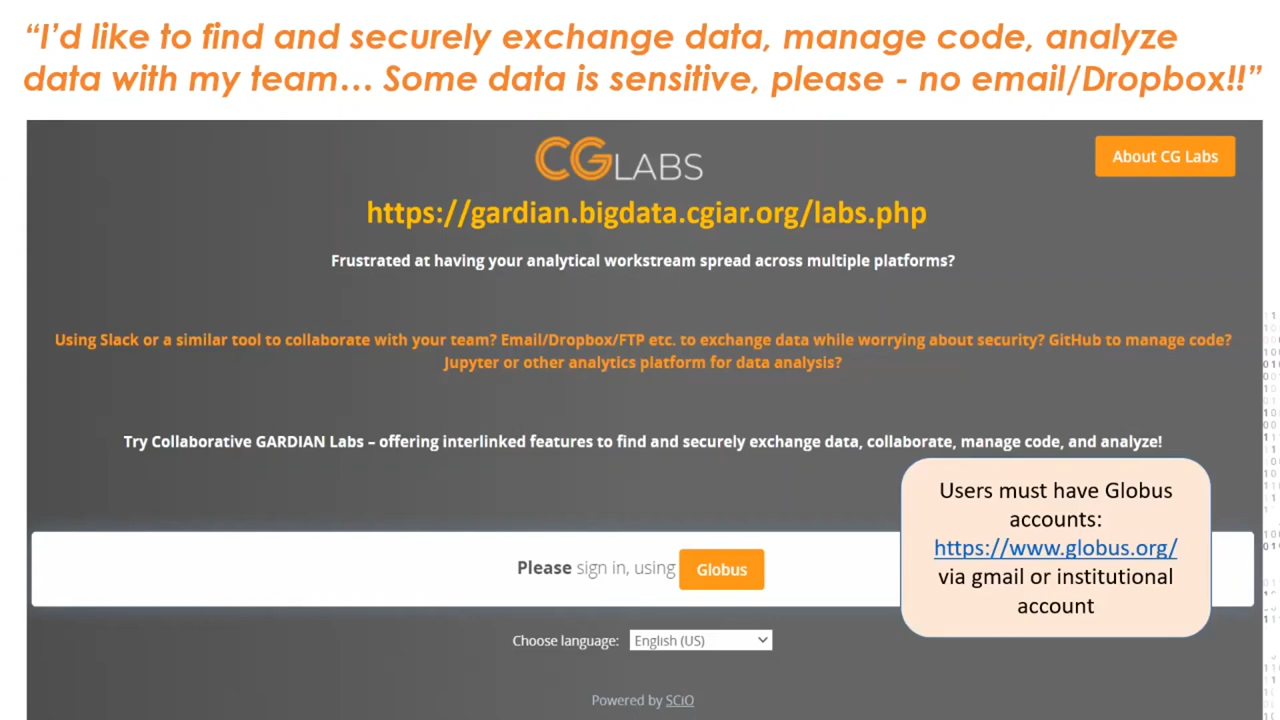 “I’d like to find and securely exchange data, manage code, analyze
data with my team… Some data is sensitive, please - no email/Dropbox!!”
CGLABS
About CG Labs
https://gardian.bigdata.cgiar.org/labs.php
Frustrated at having your analytical workstream spread across multiple platforms?
Using Slack or a similar tool to collaborate with your team? Email/Dropbox/FTP etc. to exchange data while worrying about security? GitHub to manage code?
Jupyter or other analytics platform for data analysis?
Try Collaborative GARDIAN Labs – offering interlinked features to find and securely exchange data, collaborate, manage code, and analyze!
Users must have Globus
accounts:
https://www.globus.org/
via gmail or institutional
account
Please sign in, using Globus
Choose language: English (US)
Powered by SCiO